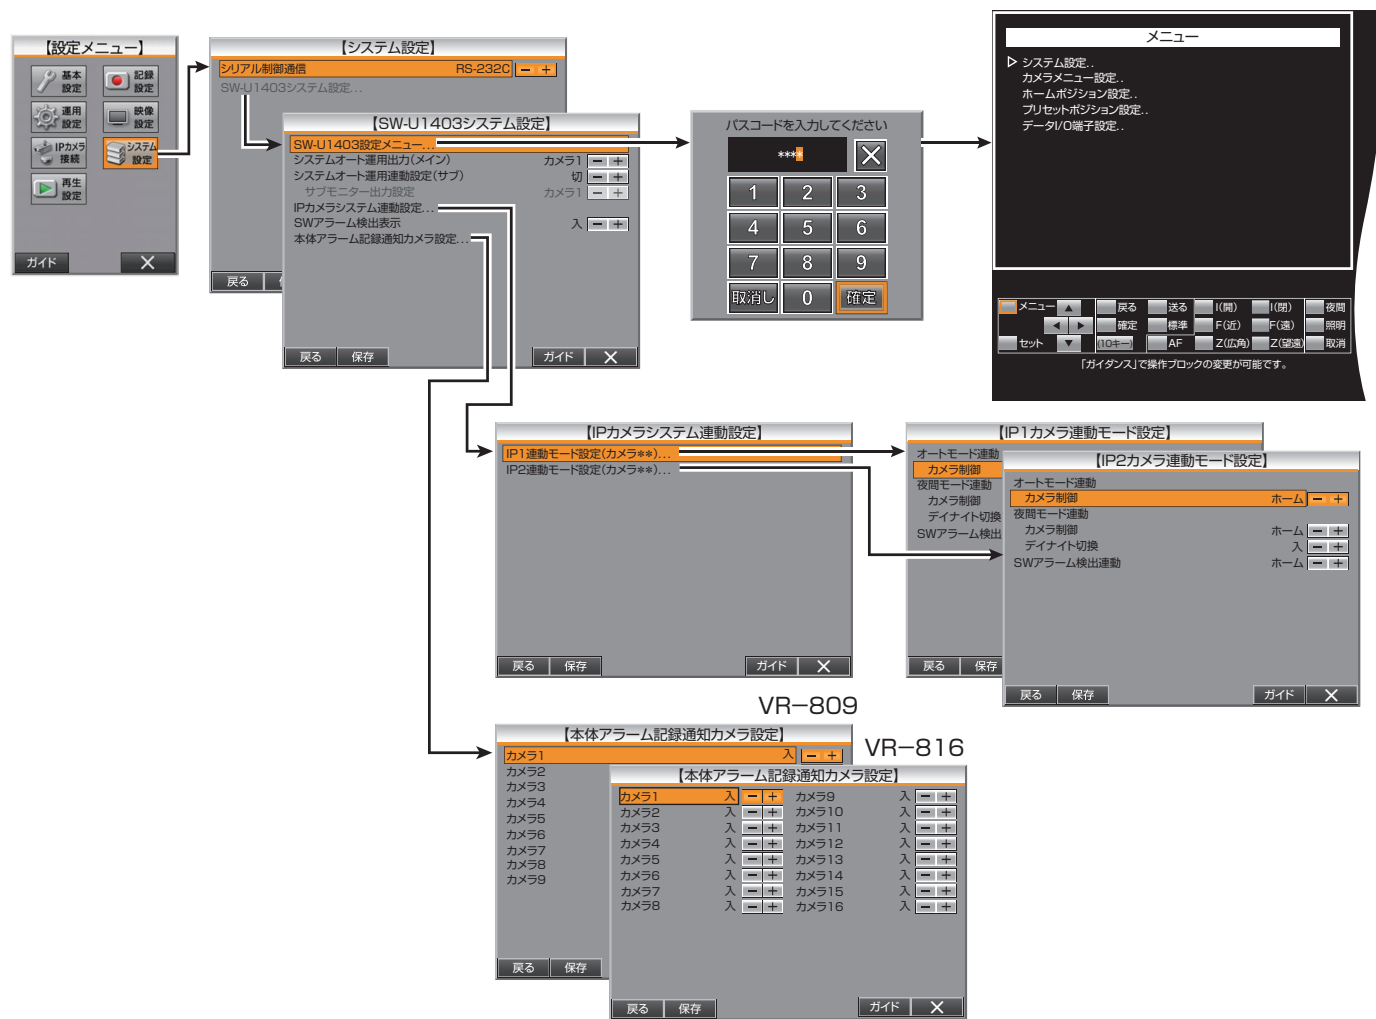 【設定メニュー】
基本
設定
記録
設定
運用
設定
映像
設定
IPカメラ
接続
システム
設定
再生
設定
ガイド
【システム設定】
シリアル制御通信 RS-232C − +
SW-U1403システム設定...
戻る
【SW-U1403システム設定】
SW-U1403設定メニュー...
システムオート運用出力(メイン) カメラ1 − +
システムオート運用連動設定(サブ) 切 − +
サブモニター出力設定 カメラ1 − +
IPカメラシステム連動設定...
SWアラーム検出表示 入 − +
本体アラーム記録通知カメラ設定...
戻る 保存 ガイド
パスコードを入力してください
****
1 2 3
4 5 6
7 8 9
取消し 0 確定
メニュー
システム設定..
カメラメニュー設定..
ホームポジション設定..
プリセットポジション設定..
データI/O端子設定..
メニュー ▲ 戻る 送る I(開) I(閉) 夜間
◀ ▶ 確定 標準 F(近) F(遠) 照明
セット ▼ (10キー) AF Z(広角) Z(望遠) 取消
「ガイダンス」で操作ブロックの変更が可能です。
【IPカメラシステム連動設定】
IP1連動モード設定(カメラ**)...
IP2連動モード設定(カメラ**)...
戻る 保存 ガイド
【IP1カメラ連動モード設定】
オートモード連動
カメラ制御
夜間モード連動
カメラ制御
デイナイト切換
SWアラーム検出
戻る 保存
【IP2カメラ連動モード設定】
オートモード連動
カメラ制御 ホーム − +
夜間モード連動
カメラ制御 ホーム − +
デイナイト切換 入 − +
SWアラーム検出連動 ホーム − +
戻る 保存 ガイド
VR−809
【本体アラーム記録通知カメラ設定】
カメラ1 入 − +
カメラ2
カメラ3
カメラ4
カメラ5
カメラ6
カメラ7
カメラ8
カメラ9
戻る 保存
VR−816
【本体アラーム記録通知カメラ設定】
カメラ1 入 − + カメラ9 入 − +
カメラ2 入 − + カメラ10 入 − +
カメラ3 入 − + カメラ11 入 − +
カメラ4 入 − + カメラ12 入 − +
カメラ5 入 − + カメラ13 入 − +
カメラ6 入 − + カメラ14 入 − +
カメラ7 入 − + カメラ15 入 − +
カメラ8 入 − + カメラ16 入 − +
戻る 保存 ガイド